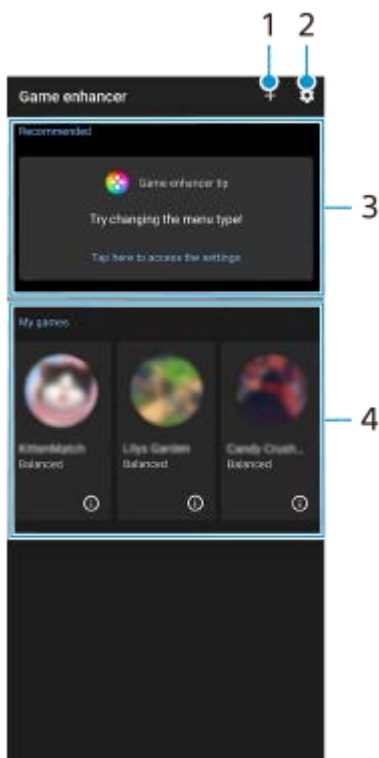 1 2
Game enhancer
Recommended
Game enhancer tip
Try changing the menu type!
Tap here to access the settings
3
My games
KittenMatch Lilys Garden Candy Crush...
Balanced Balanced Balanced
4